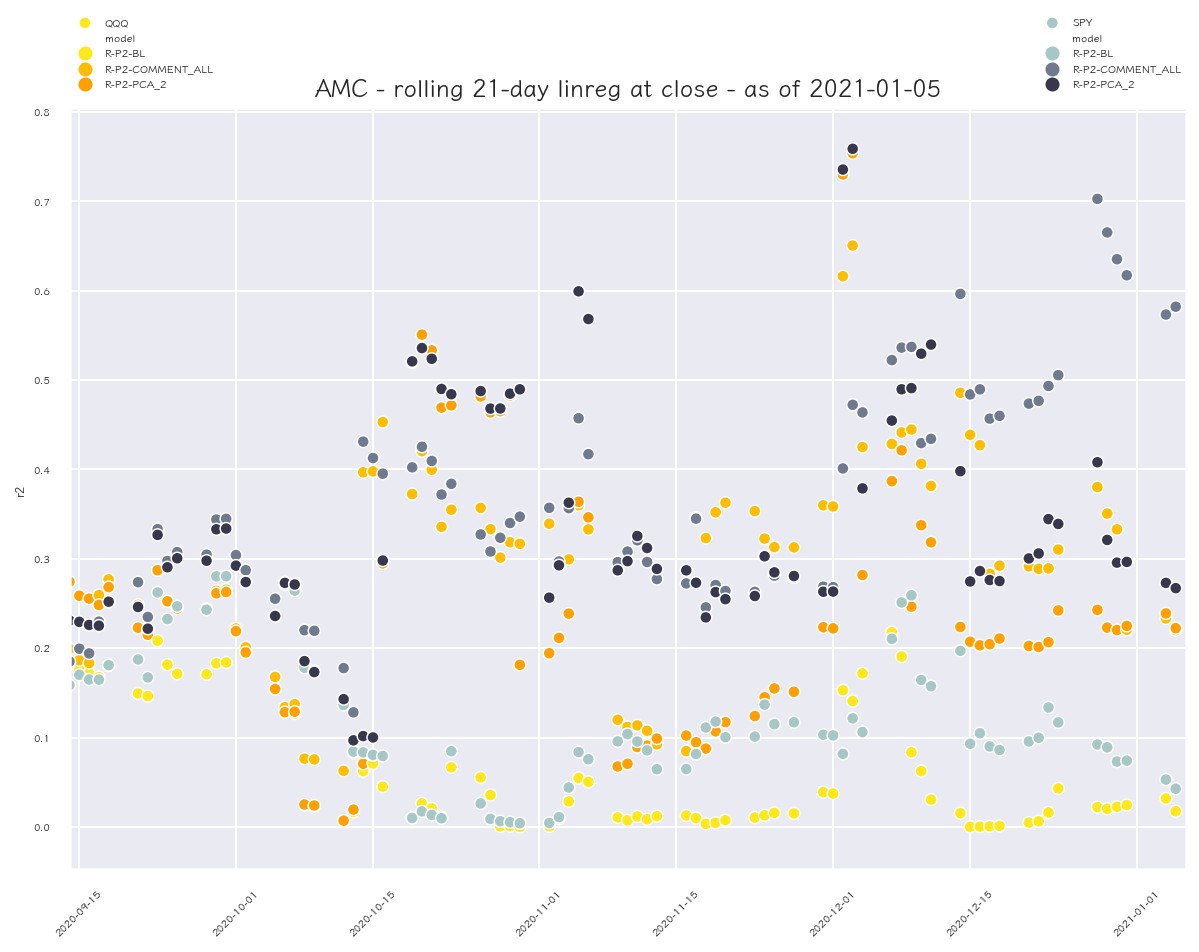 QQQ
model
R-P2-BL
R-P2-COMMENT_ALL
R-P2-PCA_2
SPY
model
R-P2-BL
R-P2-COMMENT_ALL
R-P2-PCA_2
AMC - rolling 21-day linreg at close - as of 2021-01-05
0.8
0.7
0.6
0.5
0.4
0.3
0.2
0.1
0.0
r2
2020-09-15
2020-10-01
2020-10-15
2020-11-01
2020-11-15
2020-12-01
2020-12-15
2021-01-01